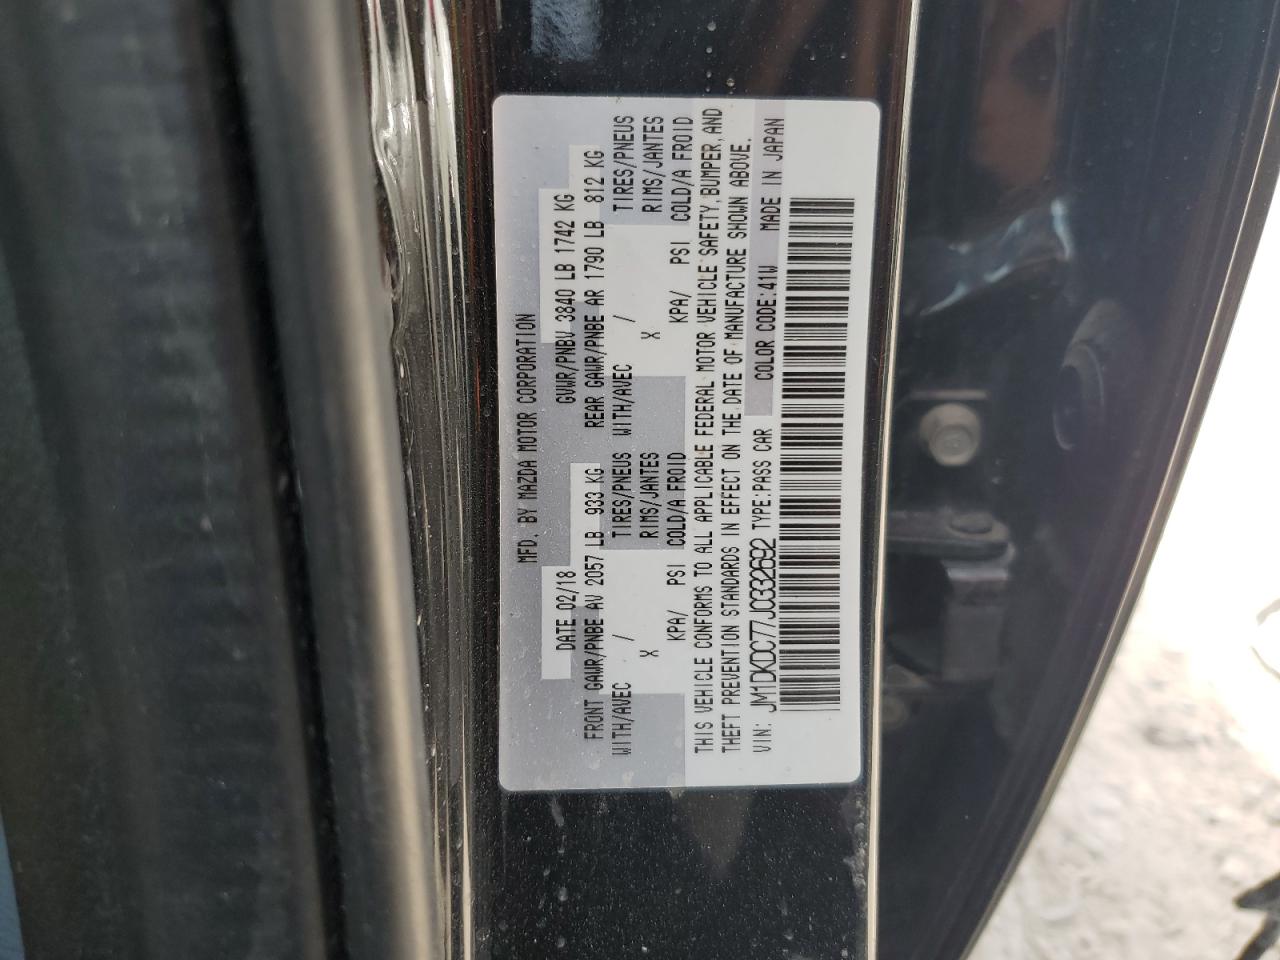 MFD. BY MAZDA MOTOR CORPORATION
DATE 02/18 GVWR/PNBV 3840 LB 1742 KG
FRONT GAWR/PNBE AV 2057 LB 933 KG REAR GAWR/PNBE AR 1790 LB 812 KG
WITH/AVEC / TIRES/PNEUS WITH/AVEC / TIRES/PNEUS
X RIMS/JANTES X RIMS/JANTES
KPA/ PSI COLD/A FROID KPA/ PSI COLD/A FROID
THIS VEHICLE CONFORMS TO ALL APPLICABLE FEDERAL MOTOR VEHICLE SAFETY,BUMPER,AND
THEFT PREVENTION STANDARDS IN EFFECT ON THE DATE OF MANUFACTURE SHOWN ABOVE.
VIN: JM1DKDC77J0332692 TYPE:PASS CAR COLOR CODE:41W MADE IN JAPAN